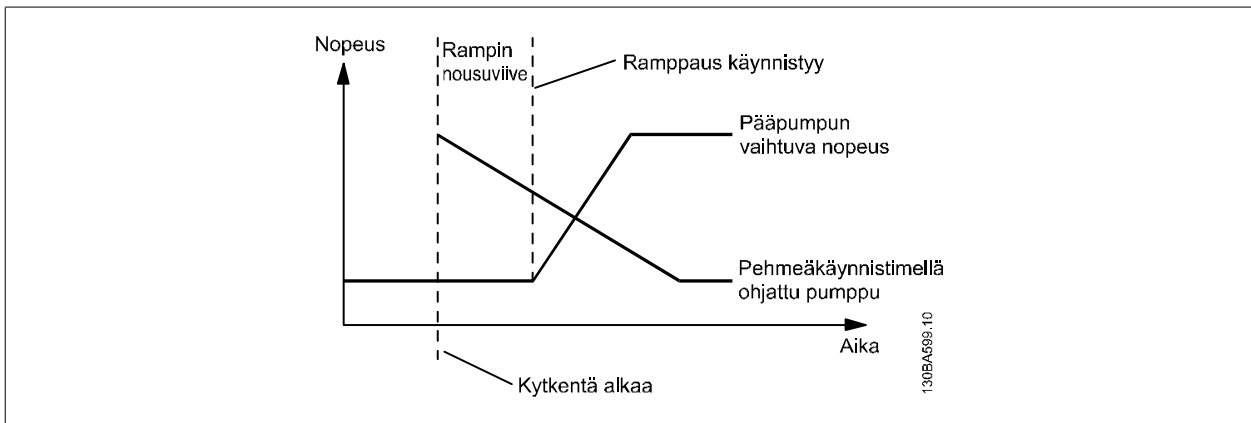 Nopeus
Rampin
nousuviive
Ramppaus käynnistyy
Pääpumpun
vaihtuva nopeus
Pehmeäkäynnistimellä
ohjattu pumppu
Aika
Kytkentä alkaa
130BA599.10